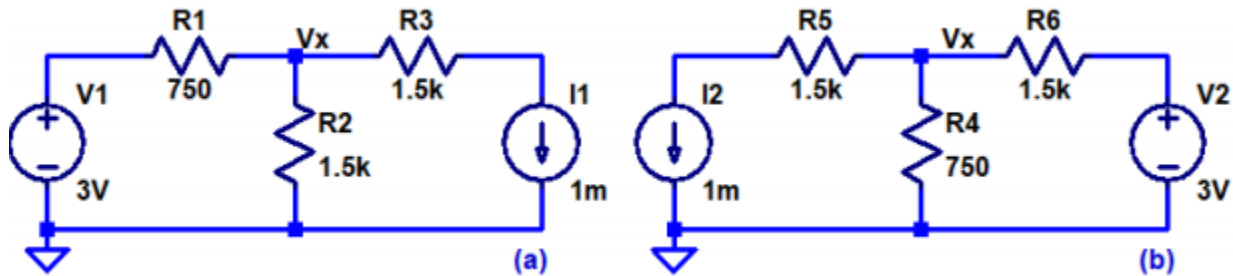 R1
Vx
R3
750
1.5k
V1
+
−
3V
R2
1.5k
I1
1m
(a)
R5
Vx
R6
1.5k
1.5k
I2
1m
R4
750
V2
+
−
3V
(b)